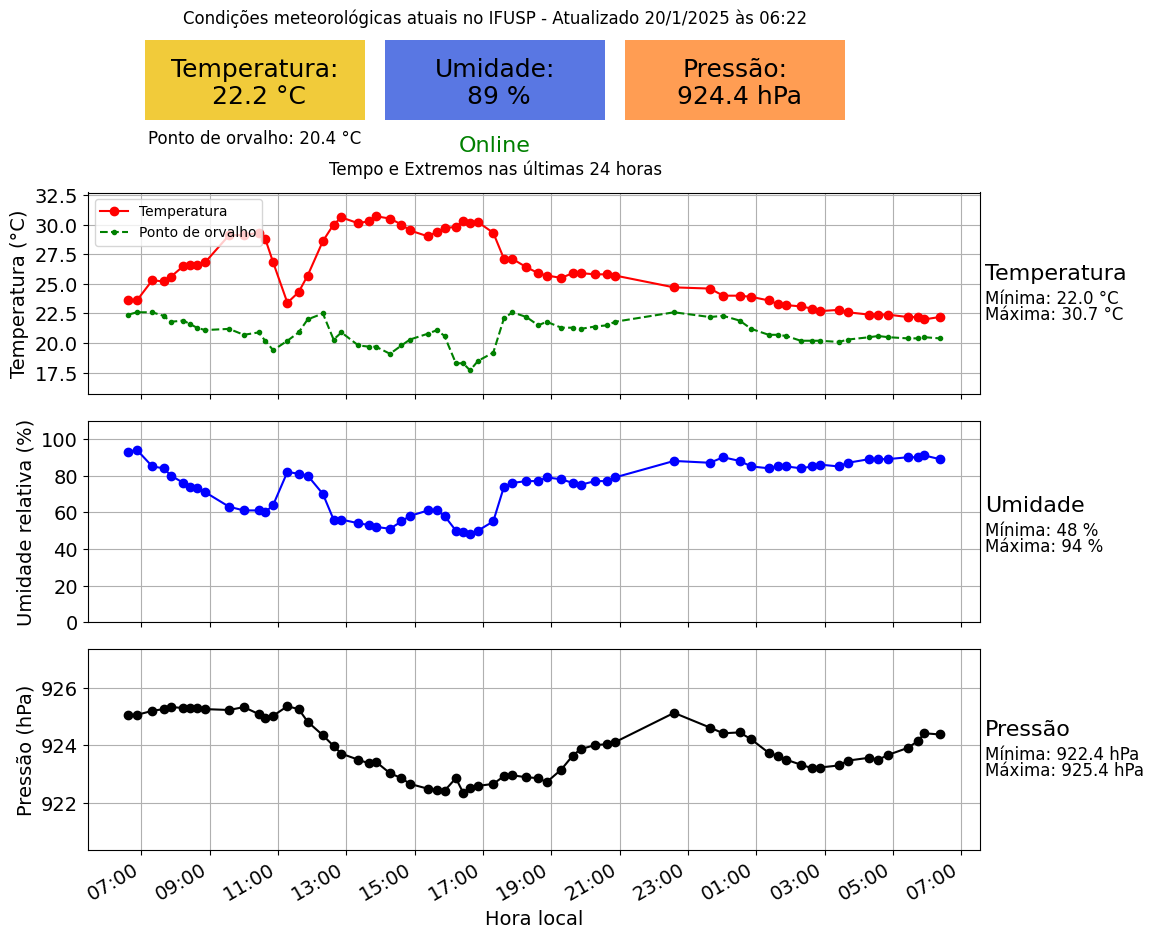 Condições meteorológicas atuais no IFUSP - Atualizado 20/1/2025 às 06:22
Temperatura:
22.2 °C
Umidade:
89 %
Pressão:
924.4 hPa
Ponto de orvalho: 20.4 °C
Online
Tempo e Extremos nas últimas 24 horas
Temperatura (°C)
32.5
30.0
27.5
25.0
22.5
20.0
17.5
Temperatura
Ponto de orvalho
Temperatura
Mínima: 22.0 °C
Máxima: 30.7 °C
Umidade relativa (%)
100
80
60
40
20
0
Umidade
Mínima: 48 %
Máxima: 94 %
Pressão (hPa)
926
924
922
Pressão
Mínima: 922.4 hPa
Máxima: 925.4 hPa
07:00
09:00
11:00
13:00
15:00
17:00
19:00
21:00
23:00
01:00
03:00
05:00
07:00
Hora local